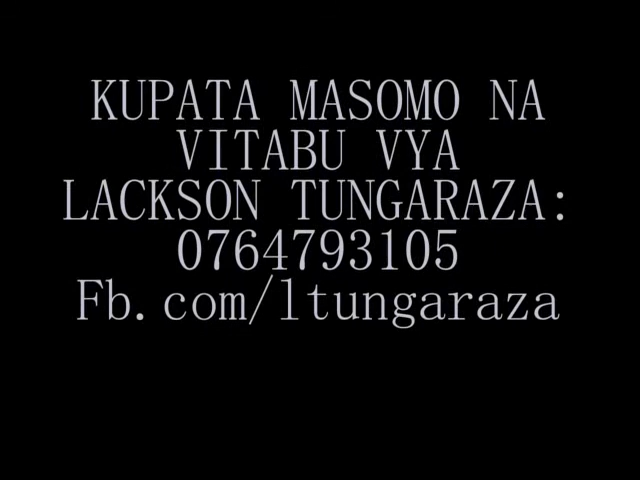 KUPATA MASOMO NA
VITABU VYA
LACKSON TUNGARAZA:
0764793105
Fb.com/ltungaraza